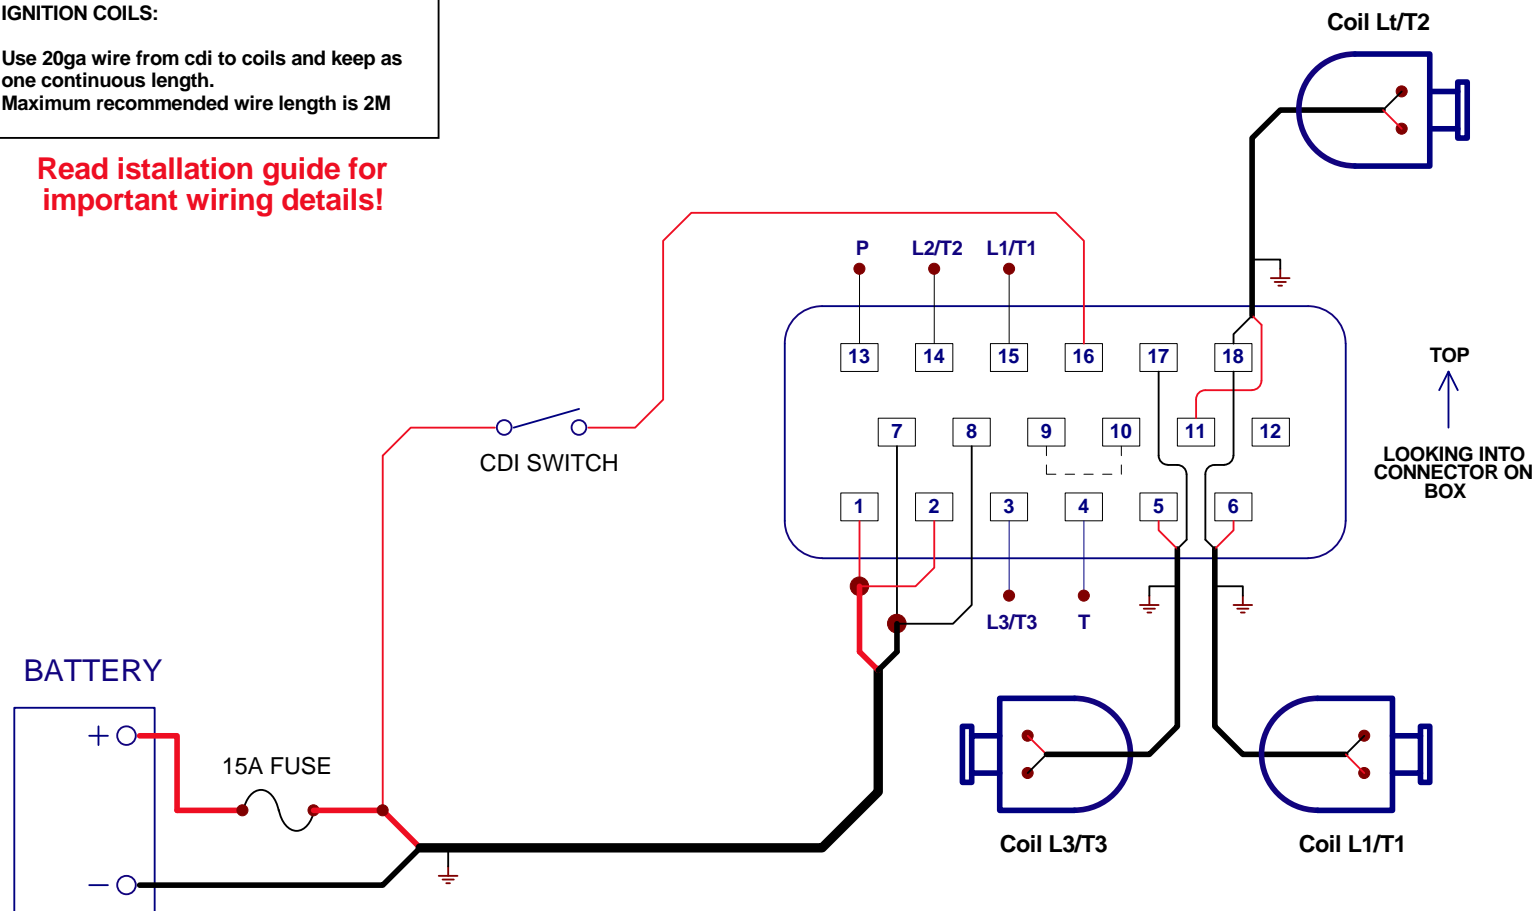 IGNITION COILS:
Use 20ga wire from cdi to coils and keep as
one continuous length.
Maximum recommended wire length is 2M
Read istallation guide for
important wiring details!
Coil Lt/T2
P L2/T2 L1/T1
13 14 15 16 17 18
TOP
7 8 9 10 11 12
LOOKING INTO
CONNECTOR ON
BOX
CDI SWITCH
1 2 3 4 5 6
L3/T3 T
BATTERY
+
15A FUSE
−
Coil L3/T3
Coil L1/T1